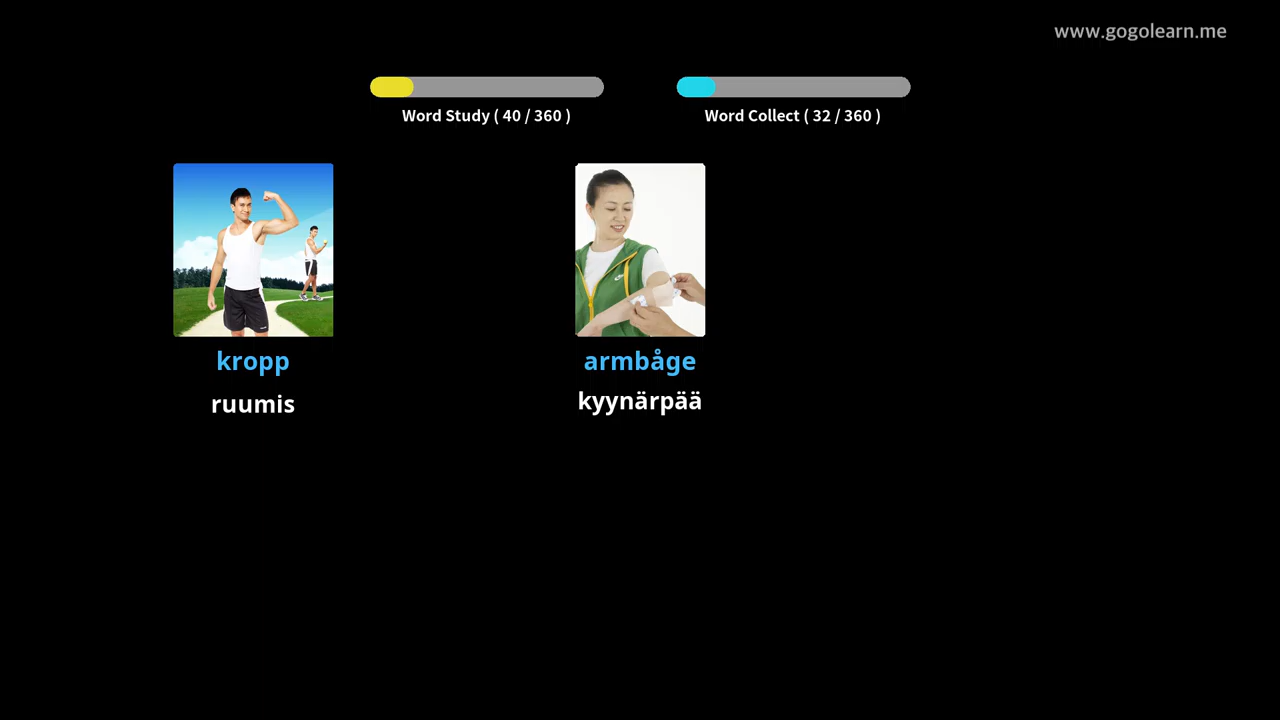 www.gogolearn.me
Word Study ( 40 / 360 )
Word Collect ( 32 / 360 )
kropp
ruumis
armbåge
kyynärpää